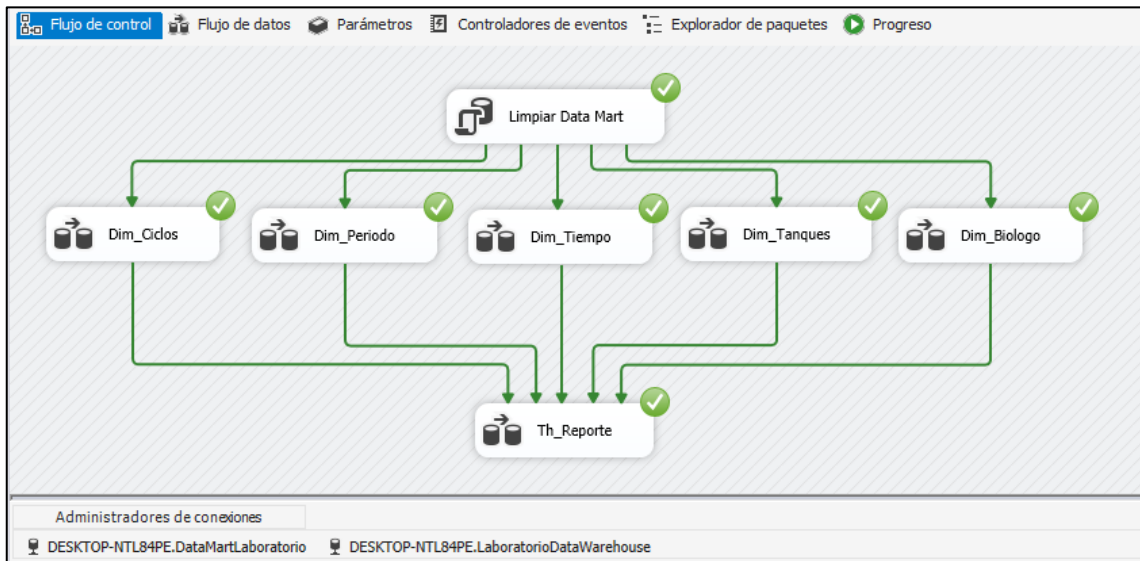 Flujo de control Flujo de datos Parámetros Controladores de eventos Explorador de paquetes Progreso
Limpiar Data Mart
Dim_Ciclos Dim_Periodo Dim_Tiempo Dim_Tanques Dim_Biologo
Th_Reporte
Administradores de conexiones
DESKTOP-NTL84PE.DataMartLaboratorio DESKTOP-NTL84PE.LaboratorioDataWarehouse